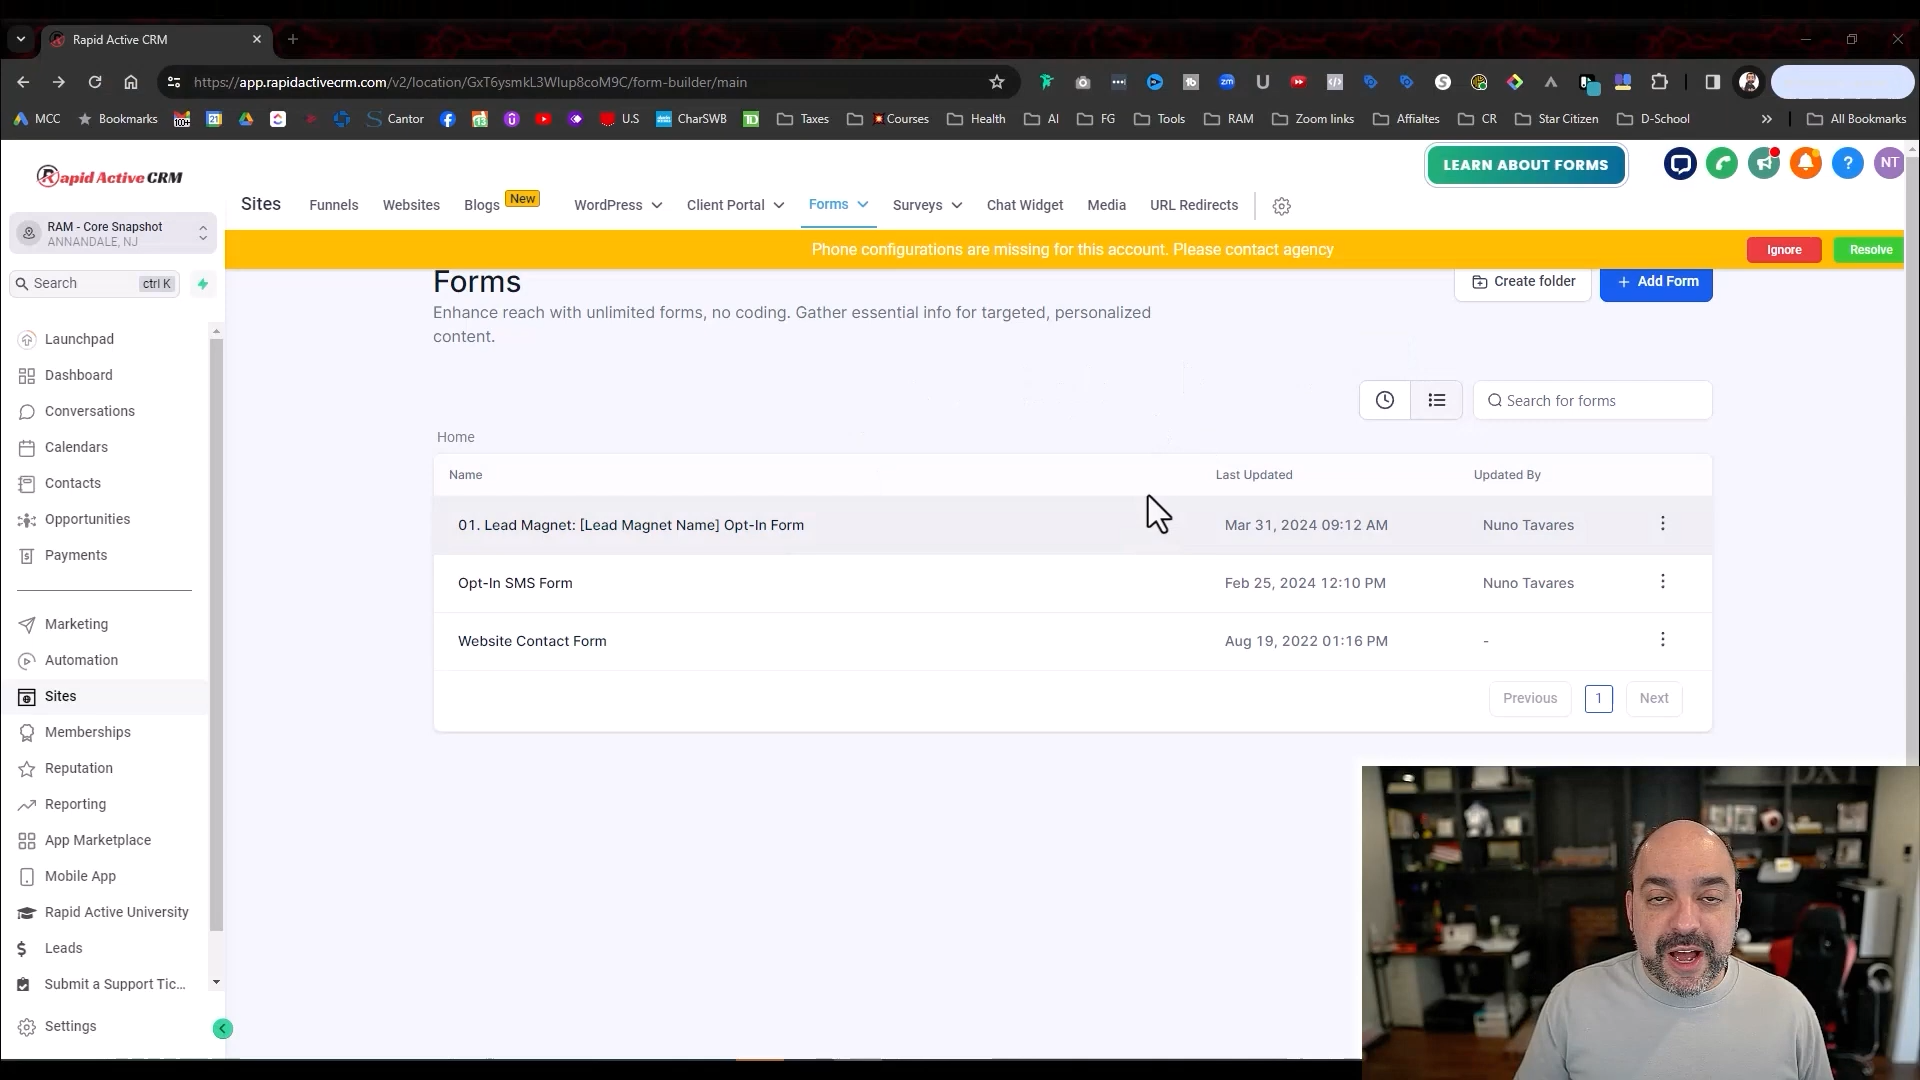 Rapid Active CRM
https://app.rapidactivecrm.com/v2/location/GxT6ysmkL3Wlup8coM9C/form-builder/main
MCC
Bookmarks
Cantor
U.S
CharSWB
Taxes
Courses
Health
AI
FG
Tools
RAM
Zoom links
Affialtes
CR
Star Citizen
D-School
All Bookmarks
Rapid Active CRM
LEARN ABOUT FORMS
NT
Sites
Funnels
Websites
Blogs
New
WordPress
Client Portal
Forms
Surveys
Chat Widget
Media
URL Redirects
RAM - Core Snapshot
ANNANDALE, NJ
Phone configurations are missing for this account. Please contact agency
Ignore
Resolve
Search
ctrl K
Launchpad
Dashboard
Conversations
Calendars
Contacts
Opportunities
Payments
Marketing
Automation
Sites
Memberships
Reputation
Reporting
App Marketplace
Mobile App
Rapid Active University
Leads
Submit a Support Tic...
Settings
Forms
Create folder
+ Add Form
Enhance reach with unlimited forms, no coding. Gather essential info for targeted, personalized
content.
Search for forms
Home
Name
Last Updated
Updated By
01. Lead Magnet: [Lead Magnet Name] Opt-In Form
Mar 31, 2024 09:12 AM
Nuno Tavares
Opt-In SMS Form
Feb 25, 2024 12:10 PM
Nuno Tavares
Website Contact Form
Aug 19, 2022 01:16 PM
-
Previous
1
Next